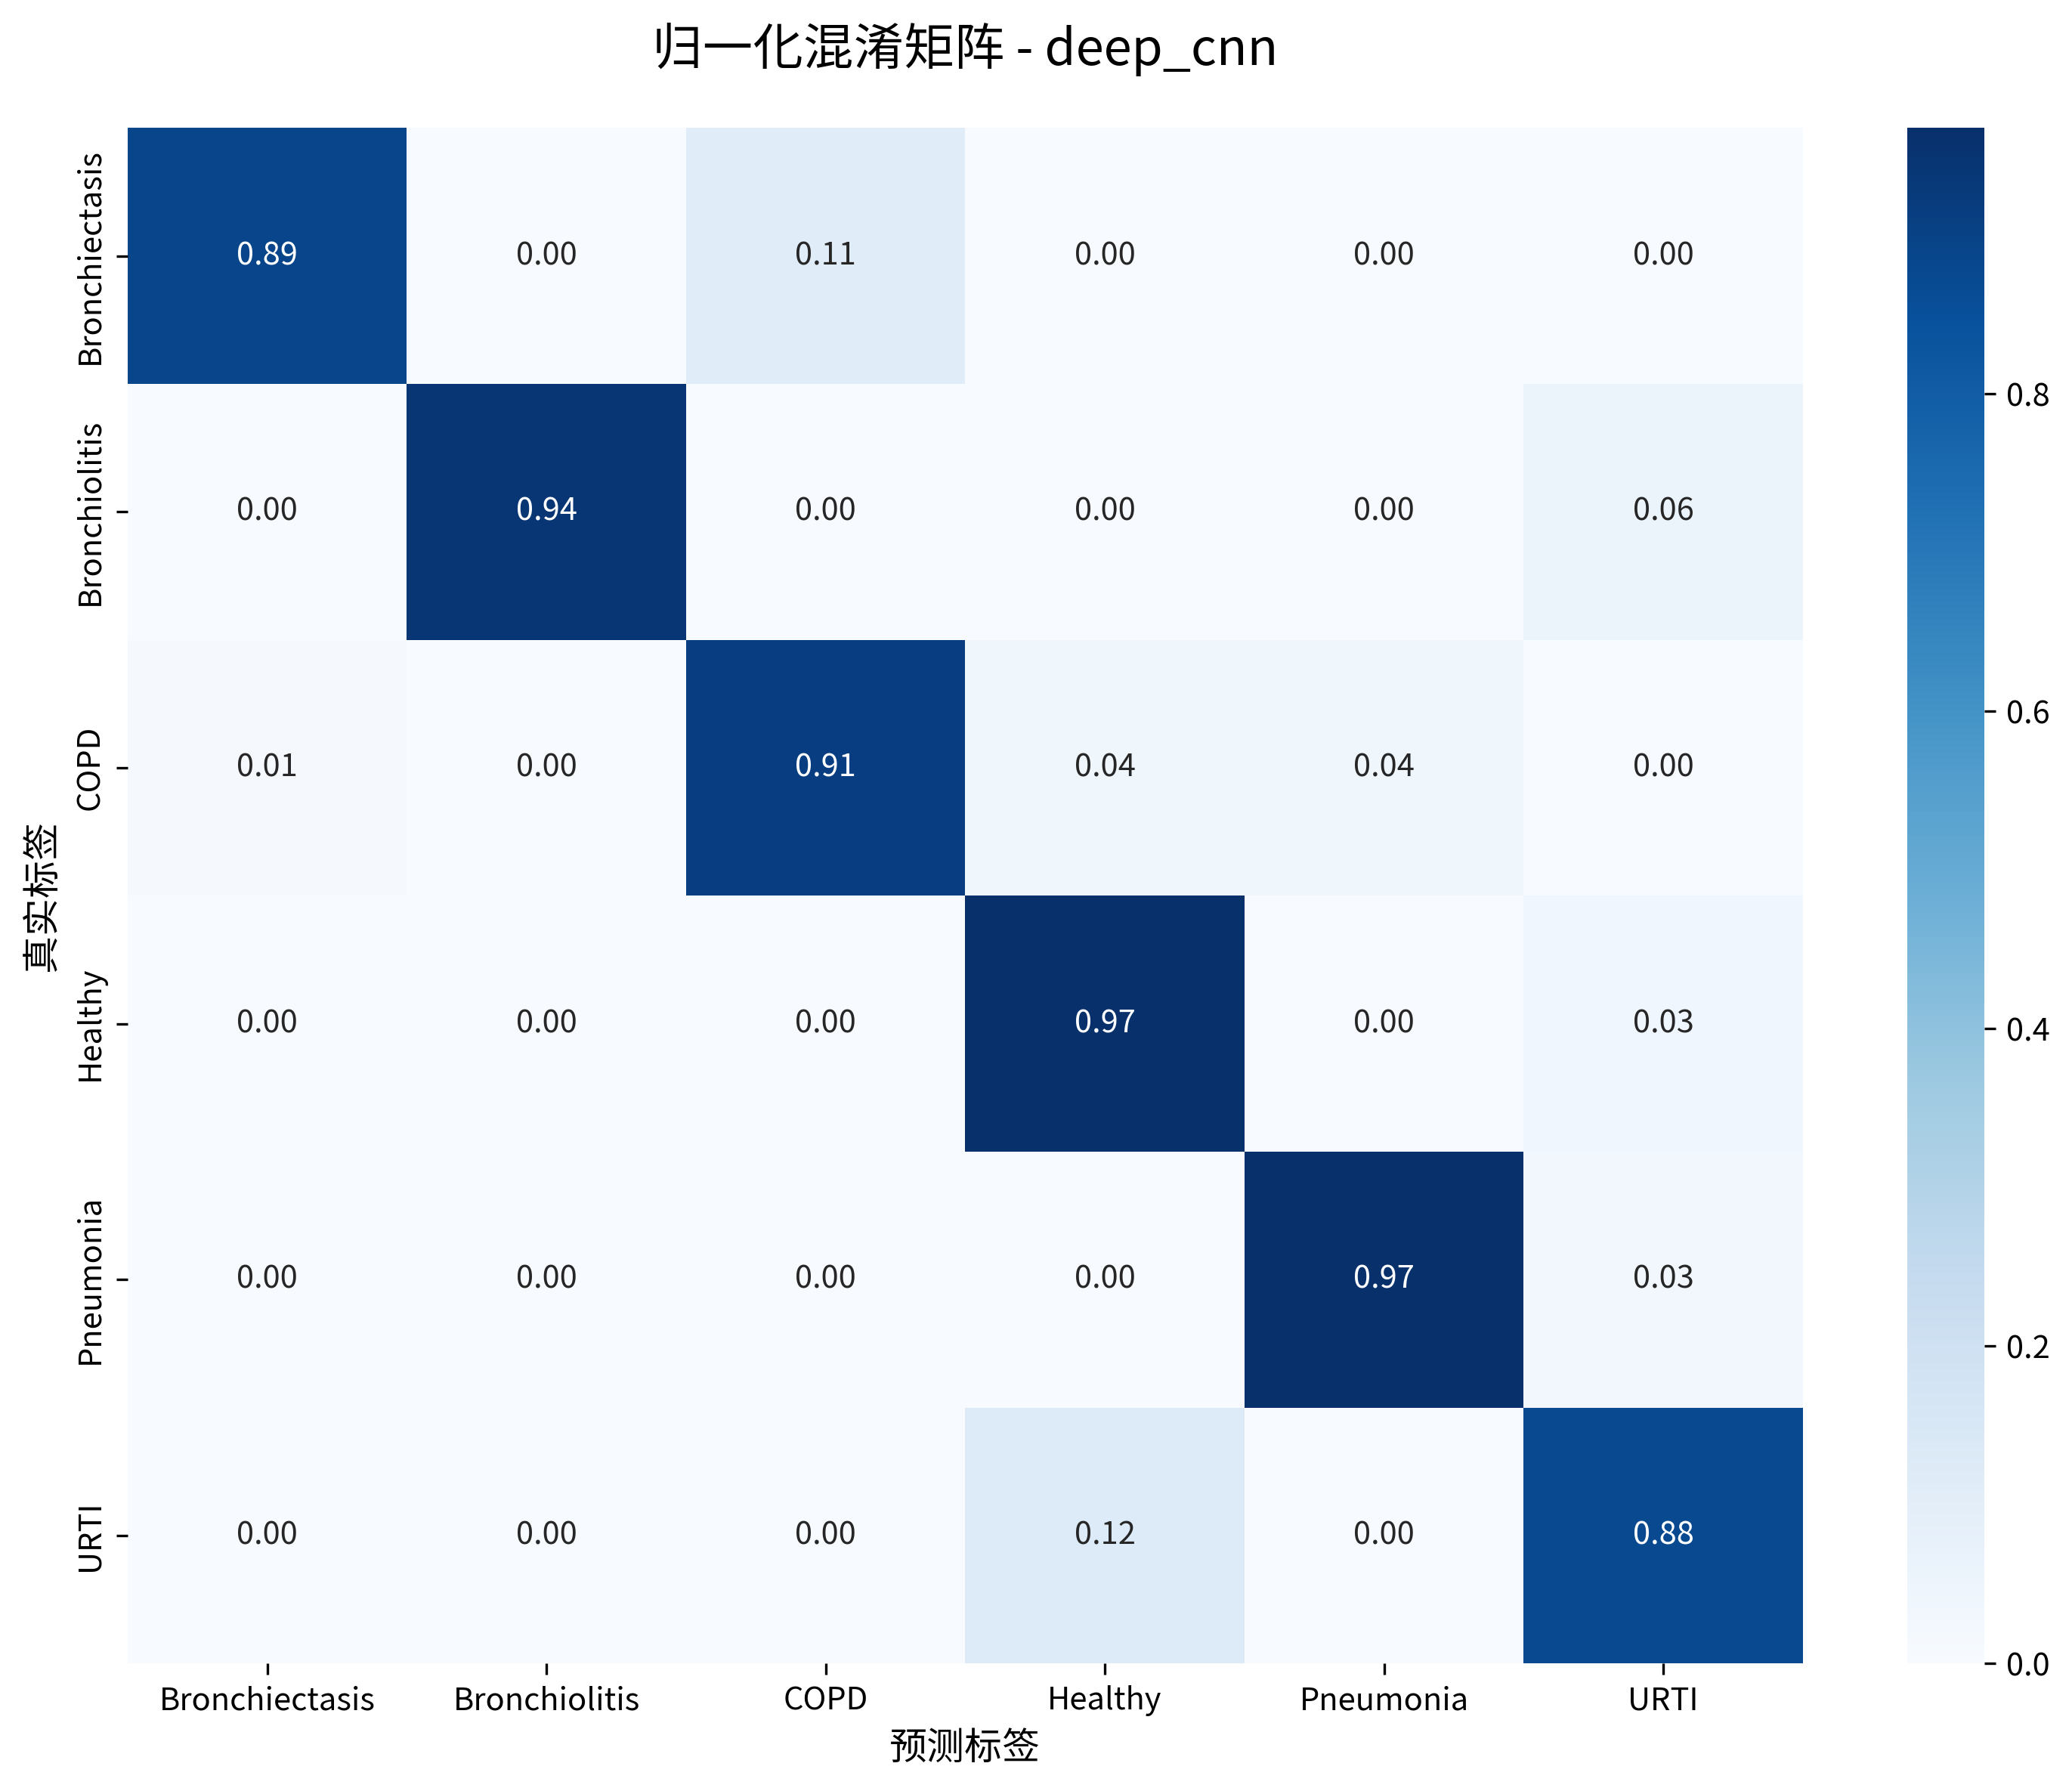 归一化混淆矩阵 - deep_cnn
真实标签
Bronchiectasis
0.89 0.00 0.11 0.00 0.00 0.00
Bronchiolitis
0.00 0.94 0.00 0.00 0.00 0.06
COPD
0.01 0.00 0.91 0.04 0.04 0.00
Healthy
0.00 0.00 0.00 0.97 0.00 0.03
Pneumonia
0.00 0.00 0.00 0.00 0.97 0.03
URTI
0.00 0.00 0.00 0.12 0.00 0.88
Bronchiectasis Bronchiolitis COPD Healthy Pneumonia URTI
预测标签
0.8
0.6
0.4
0.2
0.0